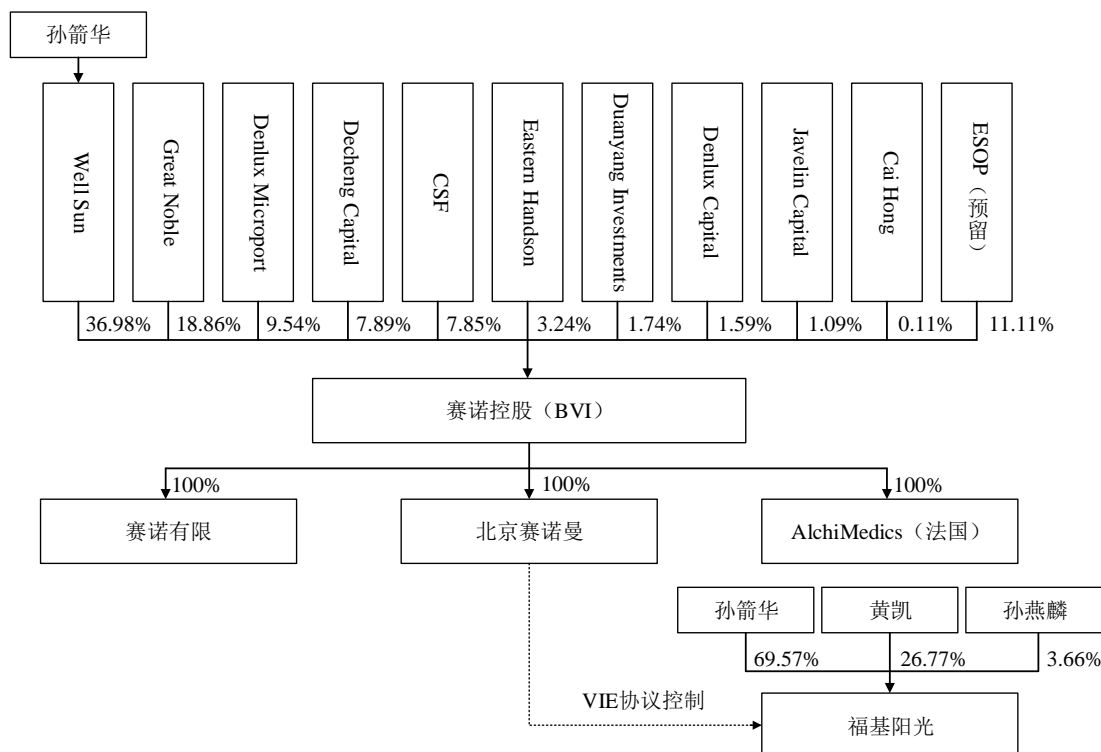 孙箭华
Well Sun
Great Noble
Denlux Microport
Decheng Capital
CSF
Eastern Handson
Duanyang Investments
Denlux Capital
Javelin Capital
Cai Hong
ESOP（预留）
36.98%
18.86%
9.54%
7.89%
7.85%
3.24%
1.74%
1.59%
1.09%
0.11%
11.11%
赛诺控股（BVI）
100%
100%
100%
赛诺有限
北京赛诺曼
AlchiMedics（法国）
孙箭华
黄凯
孙燕麟
69.57%
26.77%
3.66%
VIE协议控制
福基阳光